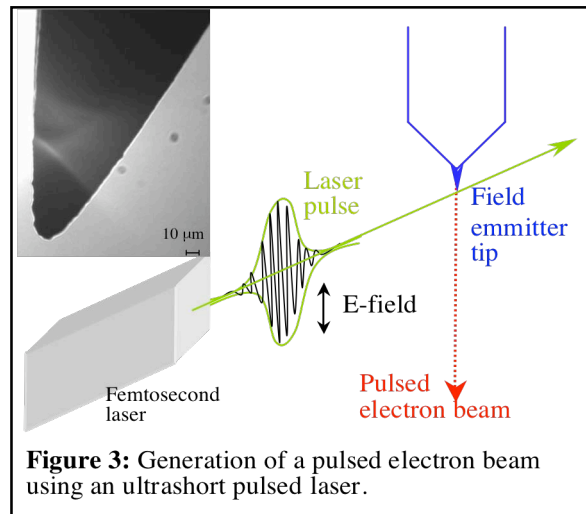 10 μm
Laser
pulse
Field
emmitter
tip
E-field
Femtosecond
laser
Pulsed
electron beam
Figure 3: Generation of a pulsed electron beam
using an ultrashort pulsed laser.